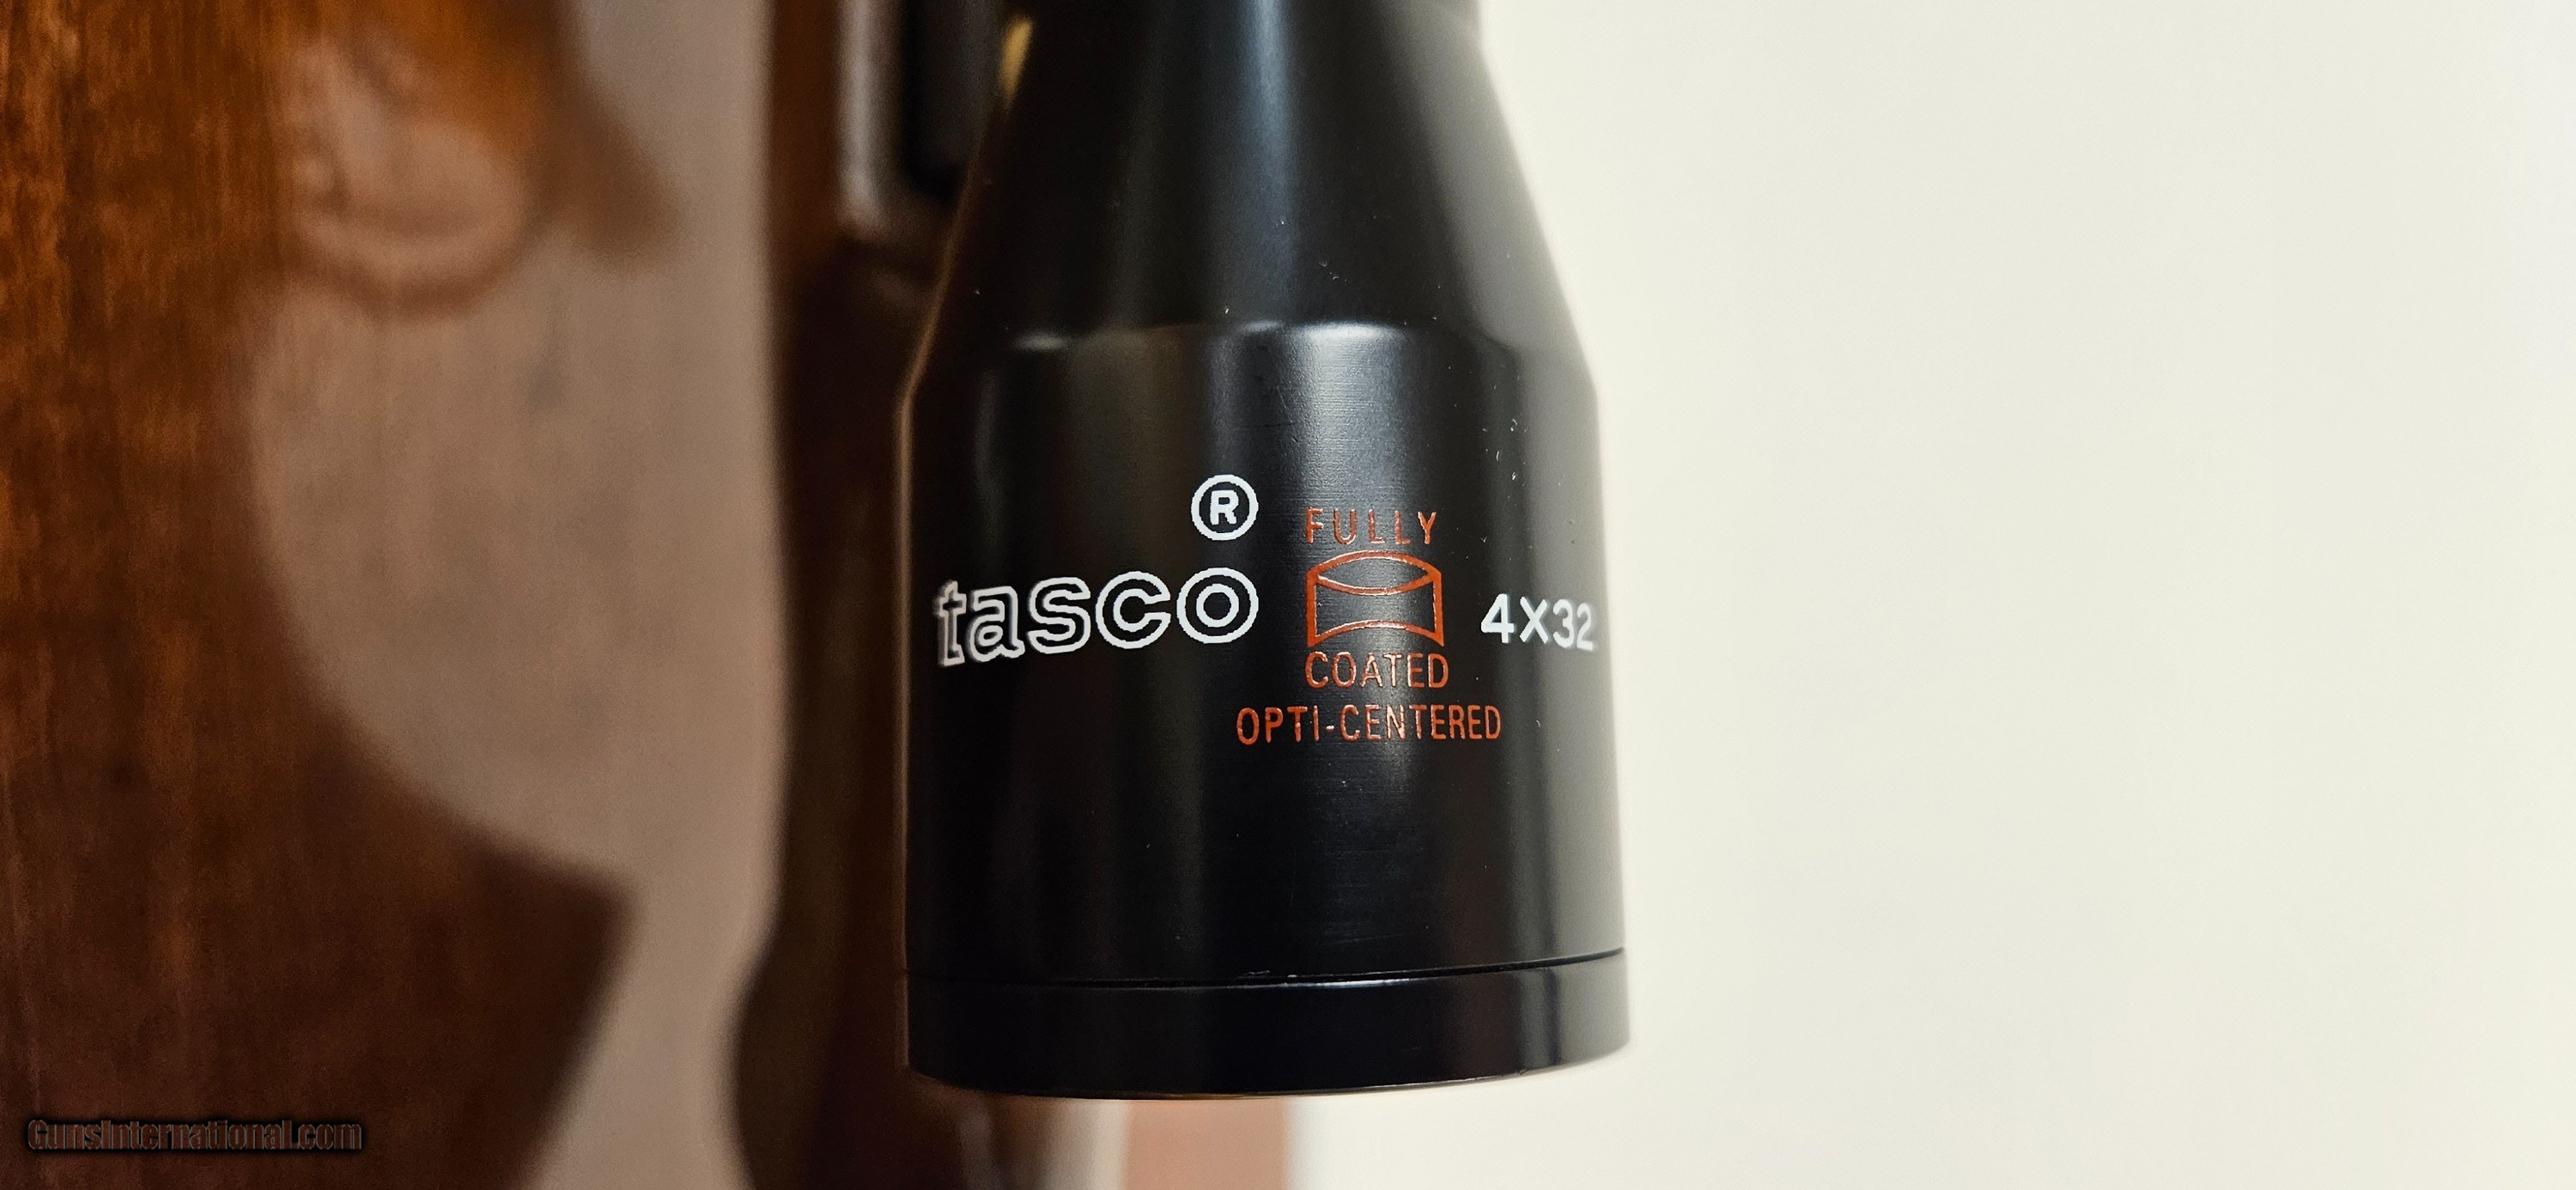 ®
tasco
FULLY
COATED
OPTI-CENTERED
4X32
GunsInternational.com